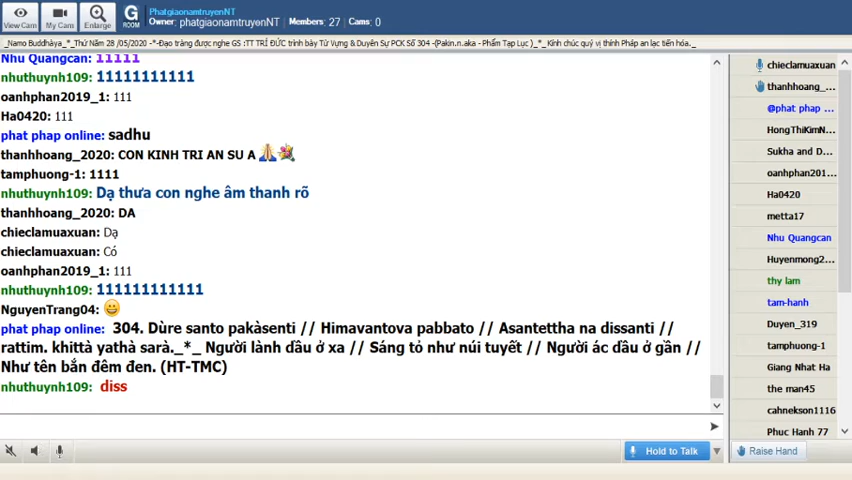 PhatgiaonamtruyenNT
Owner: phatgiaonamtruyenNT Members: 27 Cams: 0
View Cam
My Cam
Enlarge
G ROOM
_Namo Buddhàya_*_Thứ Năm 28 /05/2020 -*-Đạo tràng được nghe GS :TT TRÍ ĐỨC trình bày Từ Vựng & Duyên Sự PCK Số 304 -(Pakin.n.aka - Phẩm Tạp Lục )_*_ Kính chúc quý vị thính Pháp an lạc tiến hóa._
Nhu Quangcan: 11111
nhuthuynh109: 11111111111
oanhphan2019_1: 111
Ha0420: 111
phat phap online: sadhu
thanhhoang_2020: CON KINH TRI AN SU A
tamphuong-1: 1111
nhuthuynh109: Dạ thưa con nghe âm thanh rõ
thanhhoang_2020: DA
chieclamuaxuan: Dạ
chieclamuaxuan: Có
oanhphan2019_1: 111
nhuthuynh109: 111111111111
NguyenTrang04:
phat phap online: 304. Dùre santo pakàsenti // Himavantova pabbato // Asantettha na dissanti //
rattim. khittà yathà sarà._*_ Người lành dầu ở xa // Sáng tỏ như núi tuyết // Người ác dầu ở gần //
Như tên bắn đêm đen. (HT-TMC)
nhuthuynh109: diss
chieclamuaxuan
thanhhoang_...
@phat phap ...
HongThiKimN...
Sukha and D...
oanhphan201...
Ha0420
metta17
Nhu Quangcan
Huyenmong2...
thy lam
tam-hanh
Duyen_319
tamphuong-1
Giang Nhat Ha
the man45
cahnekson1116
Phuc Hanh 77
Hold to Talk
Raise Hand